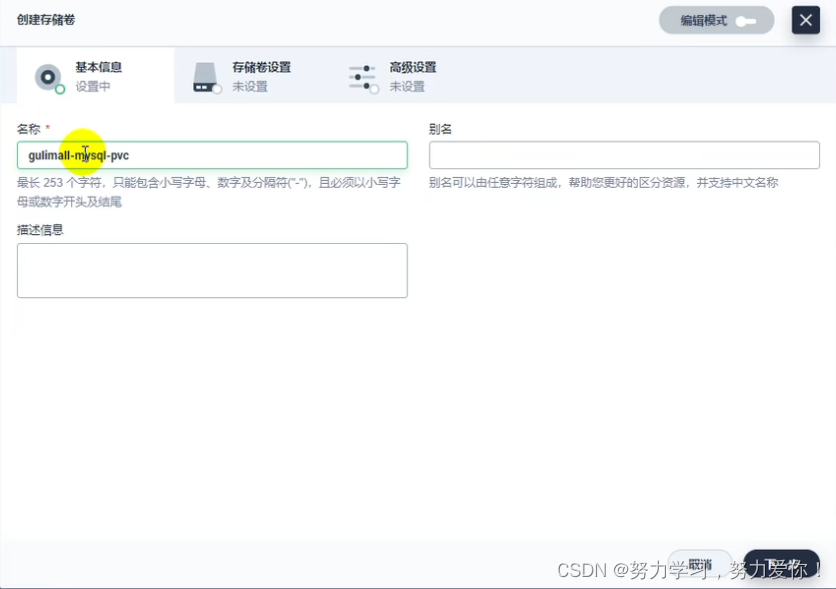 创建存储卷
编辑模式
基本信息
设置中
存储卷设置
未设置
高级设置
未设置
名称 *
gulimall-mysql-pvc
最长 253 个字符，只能包含小写字母、数字及分隔符("-")，且必须以小写字
母或数字开头及结尾
别名
别名可以由任意字符组成，帮助您更好的区分资源，并支持中文名称
描述信息
取消
下一步
CSDN @努力学习，努力爱你！